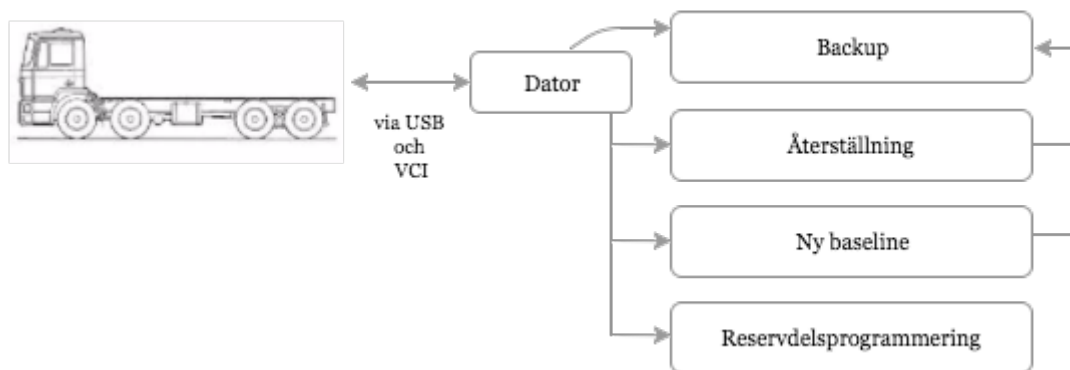 Backup
Dator
via USB
och
VCI
Återställning
Ny baseline
Reservdelsprogrammering